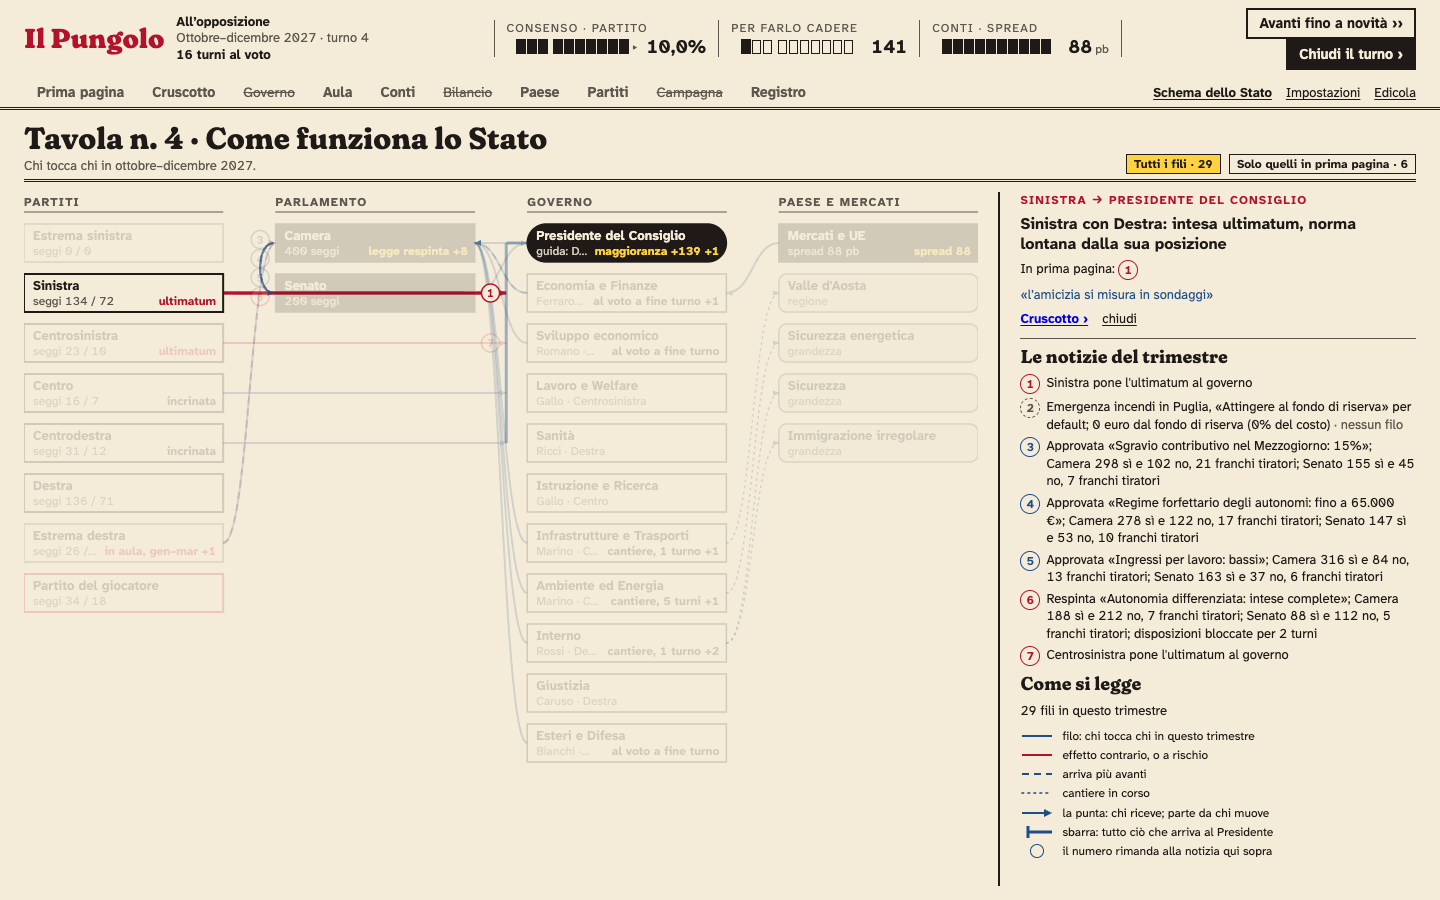 Il Pungolo
All'opposizione
Ottobre–dicembre 2027 · turno 4
16 turni al voto
CONSENSO · PARTITO
10,0%
PER FARLO CADERE
141
CONTI · SPREAD
88 pb
Avanti fino a novità ››
Chiudi il turno ›
Prima pagina
Cruscotto
Governo
Aula
Conti
Bilancio
Paese
Partiti
Campagna
Registro
Schema dello Stato
Impostazioni
Edicola
Tavola n. 4 · Come funziona lo Stato
Chi tocca chi in ottobre–dicembre 2027.
Tutti i fili · 29
Solo quelli in prima pagina · 6
PARTITI
Estrema sinistra
seggi 0 / 0
Sinistra
seggi 134 / 72 ultimatum
Centrosinistra
seggi 23 / 10 ultimatum
Centro
seggi 16 / 7 incrinata
Centrodestra
seggi 31 / 12 incrinata
Destra
seggi 136 / 71
Estrema destra
seggi 26 /... in aula, gen–mar +1
Partito del giocatore
seggi 34 / 18
PARLAMENTO
3
Camera
400 seggi legge respinta +8
Senato
200 seggi
1
7
GOVERNO
Presidente del Consiglio
guida: D... maggioranza +139 +1
Economia e Finanze
Ferraro... al voto a fine turno +1
Sviluppo economico
Romano ·... al voto a fine turno
Lavoro e Welfare
Gallo · Centrosinistra
Sanità
Ricci · Destra
Istruzione e Ricerca
Gallo · Centro
Infrastrutture e Trasporti
Marino · C... cantiere, 1 turno +1
Ambiente ed Energia
Marino · C... cantiere, 5 turni +1
Interno
Rossi · De... cantiere, 1 turno +2
Giustizia
Caruso · Destra
Esteri e Difesa
Bianchi ·... al voto a fine turno
PAESE E MERCATI
Mercati e UE
spread 88 pb spread 88
Valle d'Aosta
regione
Sicurezza energetica
grandezza
Sicurezza
grandezza
Immigrazione irregolare
grandezza
SINISTRA → PRESIDENTE DEL CONSIGLIO
Sinistra con Destra: intesa ultimatum, norma
lontana dalla sua posizione
In prima pagina: 1
«l'amicizia si misura in sondaggi»
Cruscotto › chiudi
Le notizie del trimestre
1 Sinistra pone l'ultimatum al governo
2 Emergenza incendi in Puglia, «Attingere al fondo di riserva» per
default; 0 euro dal fondo di riserva (0% del costo) · nessun filo
3 Approvata «Sgravio contributivo nel Mezzogiorno: 15%»;
Camera 298 sì e 102 no, 21 franchi tiratori; Senato 155 sì e 45
no, 7 franchi tiratori
4 Approvata «Regime forfettario degli autonomi: fino a 65.000
€»; Camera 278 sì e 122 no, 17 franchi tiratori; Senato 147 sì
e 53 no, 10 franchi tiratori
5 Approvata «Ingressi per lavoro: bassi»; Camera 316 sì e 84 no,
13 franchi tiratori; Senato 163 sì e 37 no, 6 franchi tiratori
6 Respinta «Autonomia differenziata: intese complete»; Camera
188 sì e 212 no, 7 franchi tiratori; Senato 88 sì e 112 no, 5
franchi tiratori; disposizioni bloccate per 2 turni
7 Centrosinistra pone l'ultimatum al governo
Come si legge
29 fili in questo trimestre
filo: chi tocca chi in questo trimestre
effetto contrario, o a rischio
arriva più avanti
cantiere in corso
la punta: chi riceve; parte da chi muove
sbarra: tutto ciò che arriva al Presidente
il numero rimanda alla notizia qui sopra